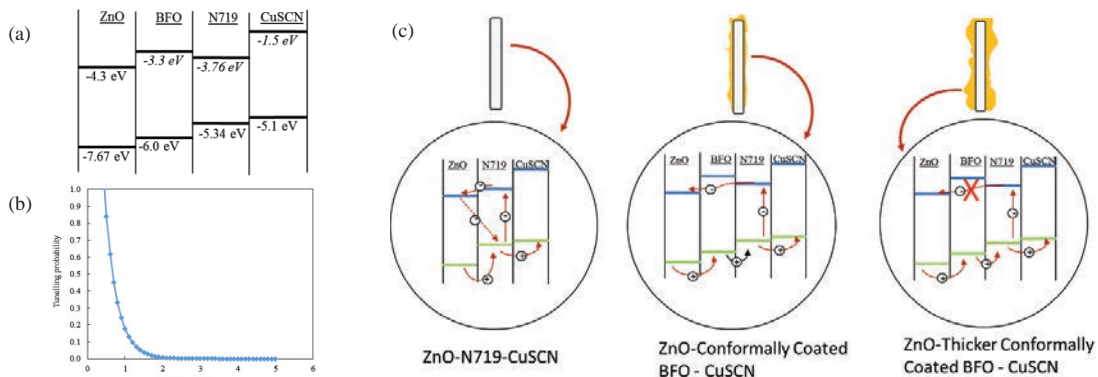 (a)
ZnO BFO N719 CuSCN
-4.3 eV
-3.3 eV
-3.76 eV
-1.5 eV
-7.67 eV
-6.0 eV
-5.34 eV
-5.1 eV
(b)
Tunelling probability
1.0
0.9
0.8
0.7
0.6
0.5
0.4
0.3
0.2
0.1
0.0
0 1 2 3 4 5 6
(c)
ZnO N719 CuSCN
ZnO-N719-CuSCN
ZnO BFO N719 CuSCN
ZnO-Conformally Coated
BFO - CuSCN
ZnO BFO N719 CuSCN
ZnO-Thicker Conformally
Coated BFO - CuSCN